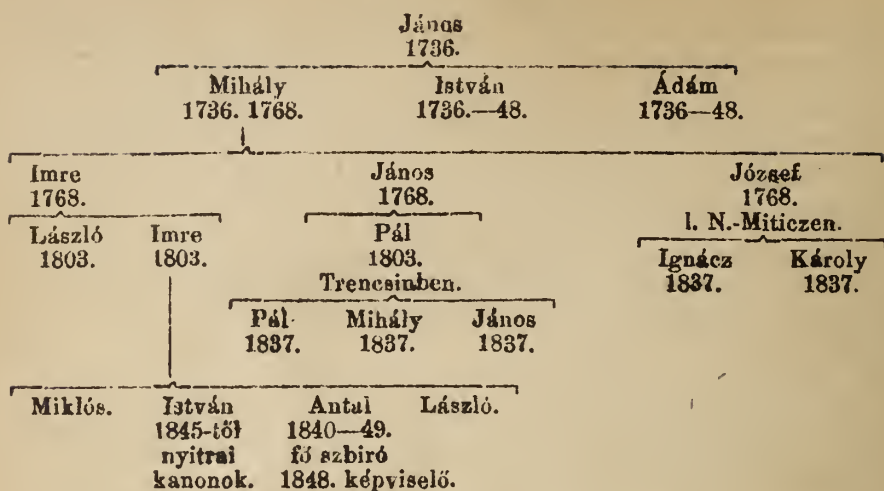 János
1736.
Mihály István Ádám
1736. 1768. 1736.—48. 1736—48.
Imre János József
1768. 1768. 1768.
l. N.-Miticzen.
László Imre Pál
1803. 1803. 1803.
Ignácz Károly
1837. 1837.
Trencsinben.
Pál Mihály János
1837. 1837. 1837.
Miklós. István Antal László.
1845-től 1840—49.
nyitrai fő szbiró
kanonok. 1848. képviselő.